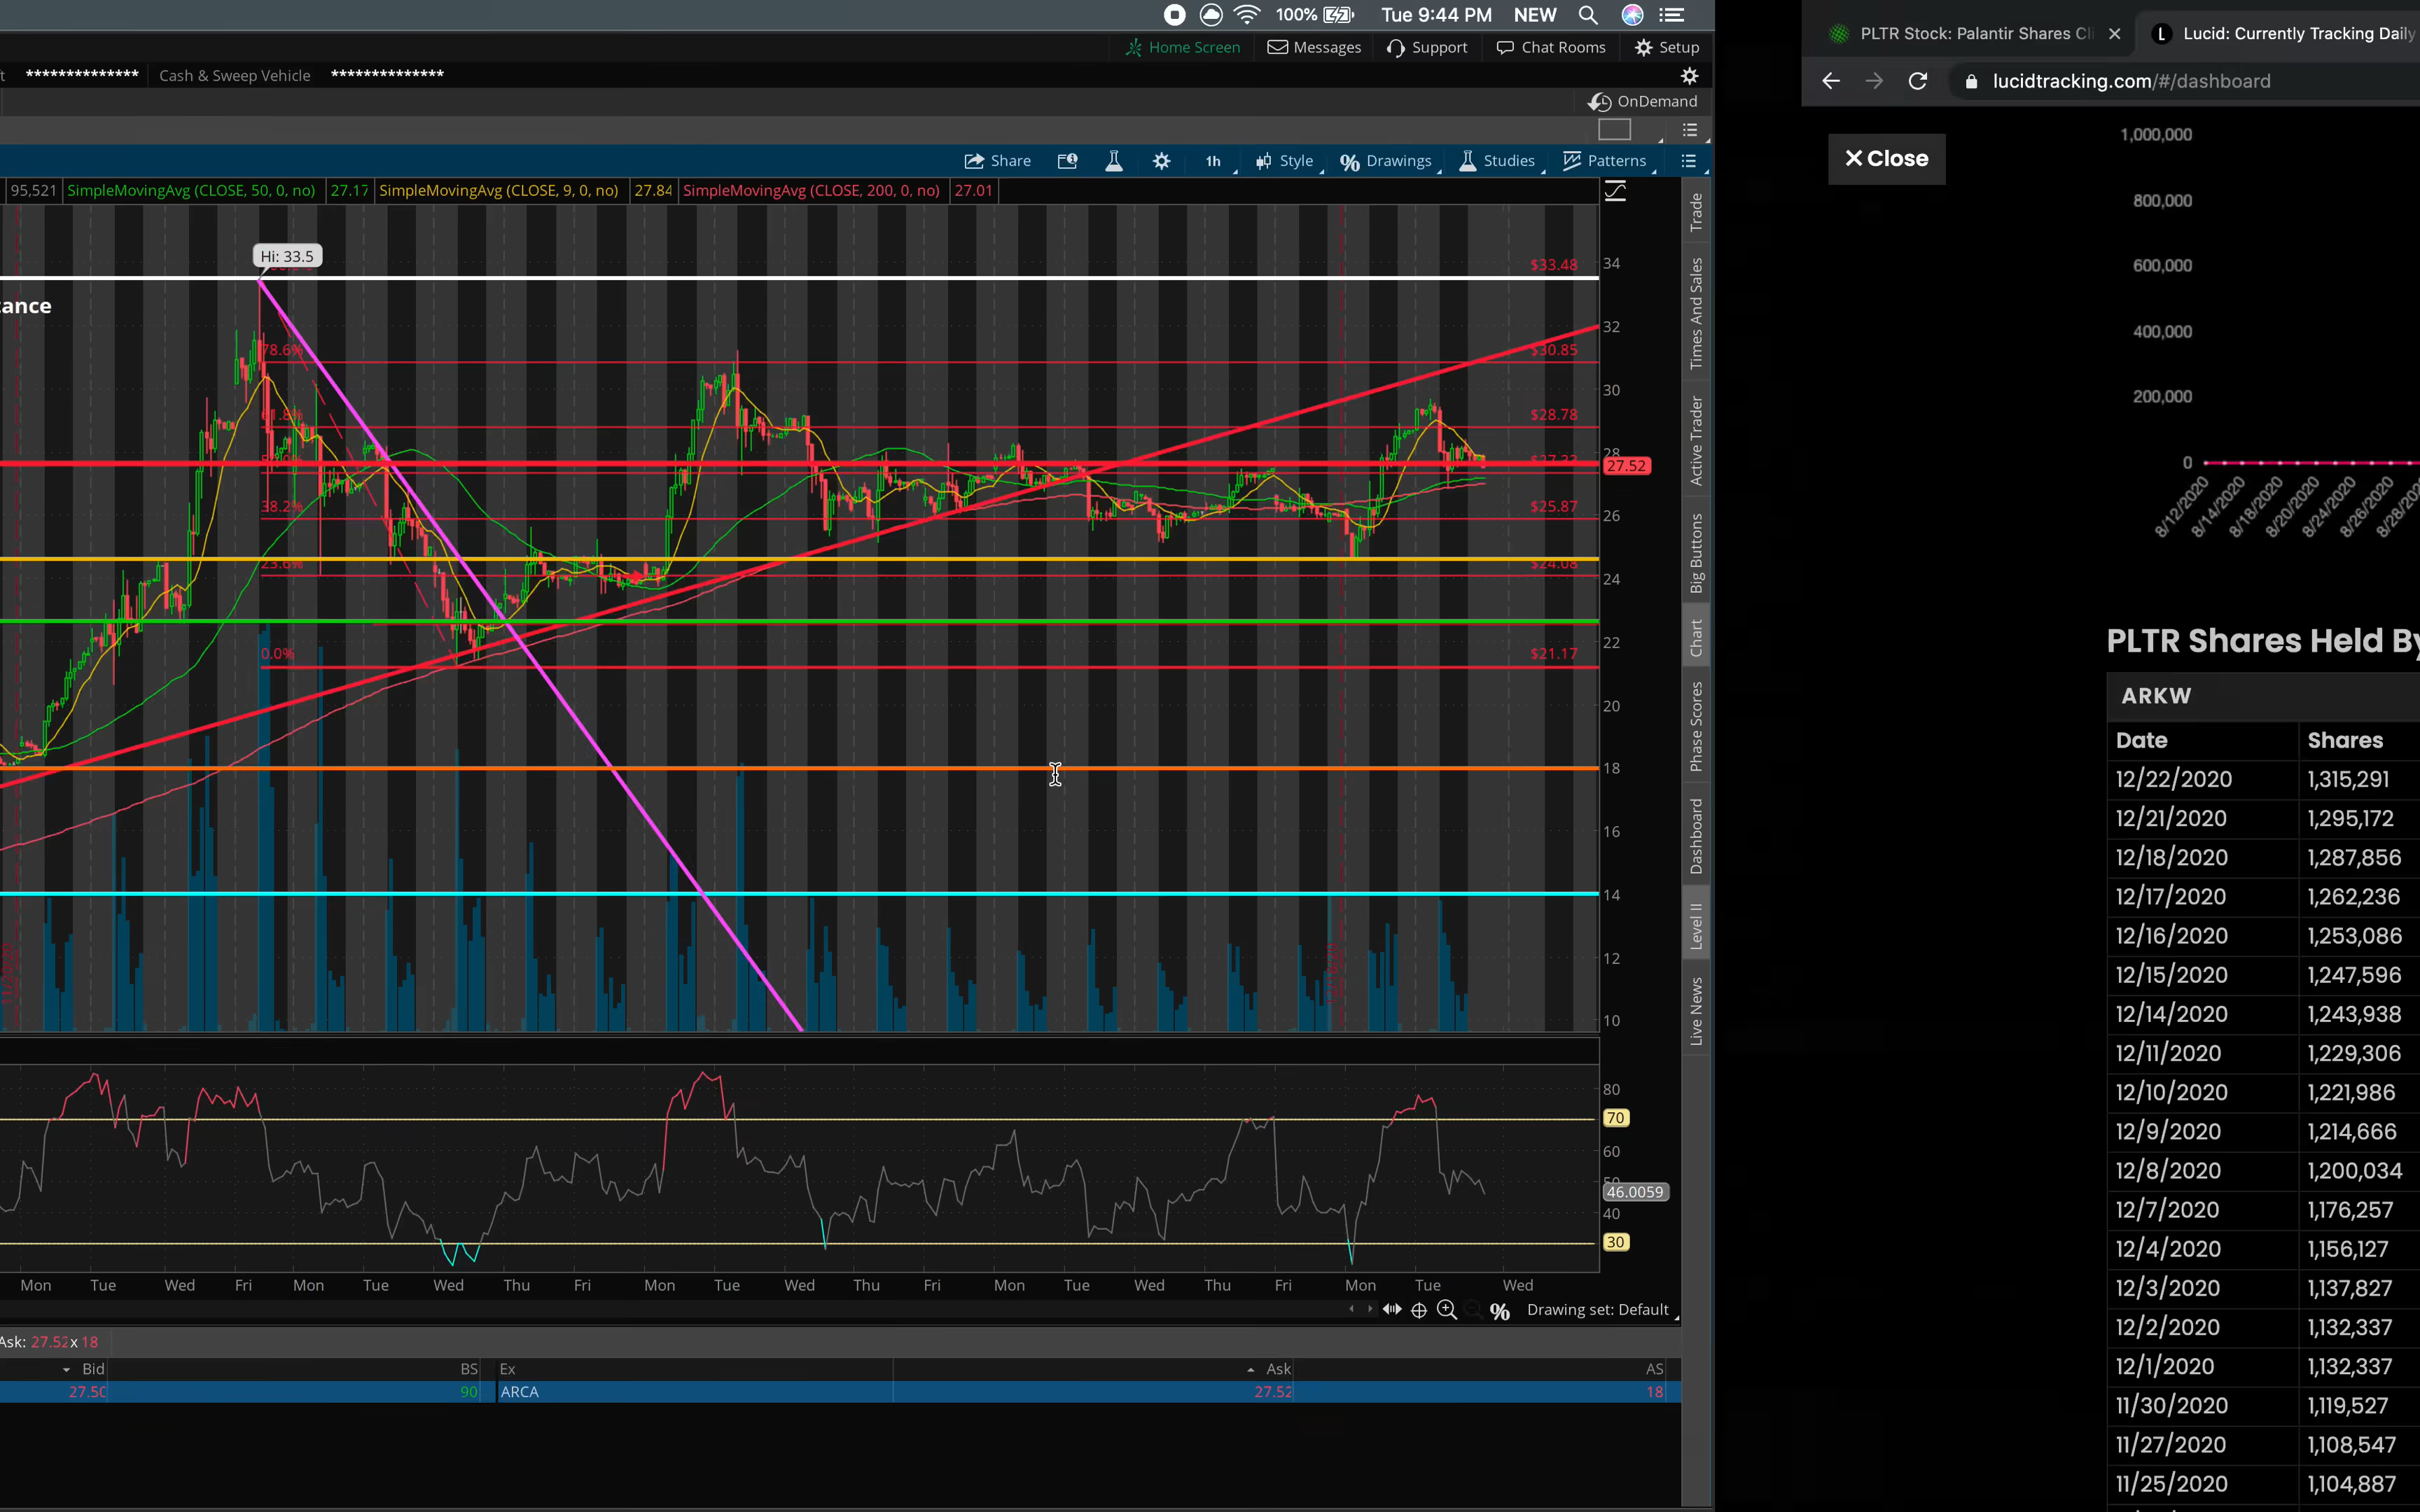 100%
Tue 9:44 PM
NEW
Home Screen
Messages
Support
Chat Rooms
Setup
**************
Cash & Sweep Vehicle
**************
OnDemand
Share
1h
Style
Drawings
Studies
Patterns
95,521
SimpleMovingAvg (CLOSE, 50, 0, no)
27.17
SimpleMovingAvg (CLOSE, 9, 0, no)
27.84
SimpleMovingAvg (CLOSE, 200, 0, no)
27.01
Hi: 33.5
ance
78.6%
38.2%
23.6%
0.0%
$33.48
$30.85
$28.78
$25.87
$24.08
$21.17
34
32
30
28
27.52
26
24
22
20
18
16
14
12
10
80
70
60
50
46.0059
40
30
Mon
Tue
Wed
Fri
Mon
Tue
Wed
Thu
Fri
Mon
Tue
Wed
Thu
Fri
Mon
Tue
Wed
Thu
Fri
Mon
Tue
Wed
Drawing set: Default
Ask: 27.52 x 18
Bid
BS
Ex
Ask
AS
27.50
90
ARCA
27.52
18
Trade
Times And Sales
Active Trader
Big Buttons
Chart
Phase Scores
Dashboard
Level II
Live News
PLTR Stock: Palantir Shares Cli
Lucid: Currently Tracking Daily
lucidtracking.com/#/dashboard
Close
1,000,000
800,000
600,000
400,000
200,000
0
8/12/2020
8/14/2020
8/18/2020
8/20/2020
8/24/2020
8/26/2020
8/28/202
PLTR Shares Held By
ARKW
Date Shares
12/22/2020 1,315,291
12/21/2020 1,295,172
12/18/2020 1,287,856
12/17/2020 1,262,236
12/16/2020 1,253,086
12/15/2020 1,247,596
12/14/2020 1,243,938
12/11/2020 1,229,306
12/10/2020 1,221,986
12/9/2020 1,214,666
12/8/2020 1,200,034
12/7/2020 1,176,257
12/4/2020 1,156,127
12/3/2020 1,137,827
12/2/2020 1,132,337
12/1/2020 1,132,337
11/30/2020 1,119,527
11/27/2020 1,108,547
11/25/2020 1,104,887